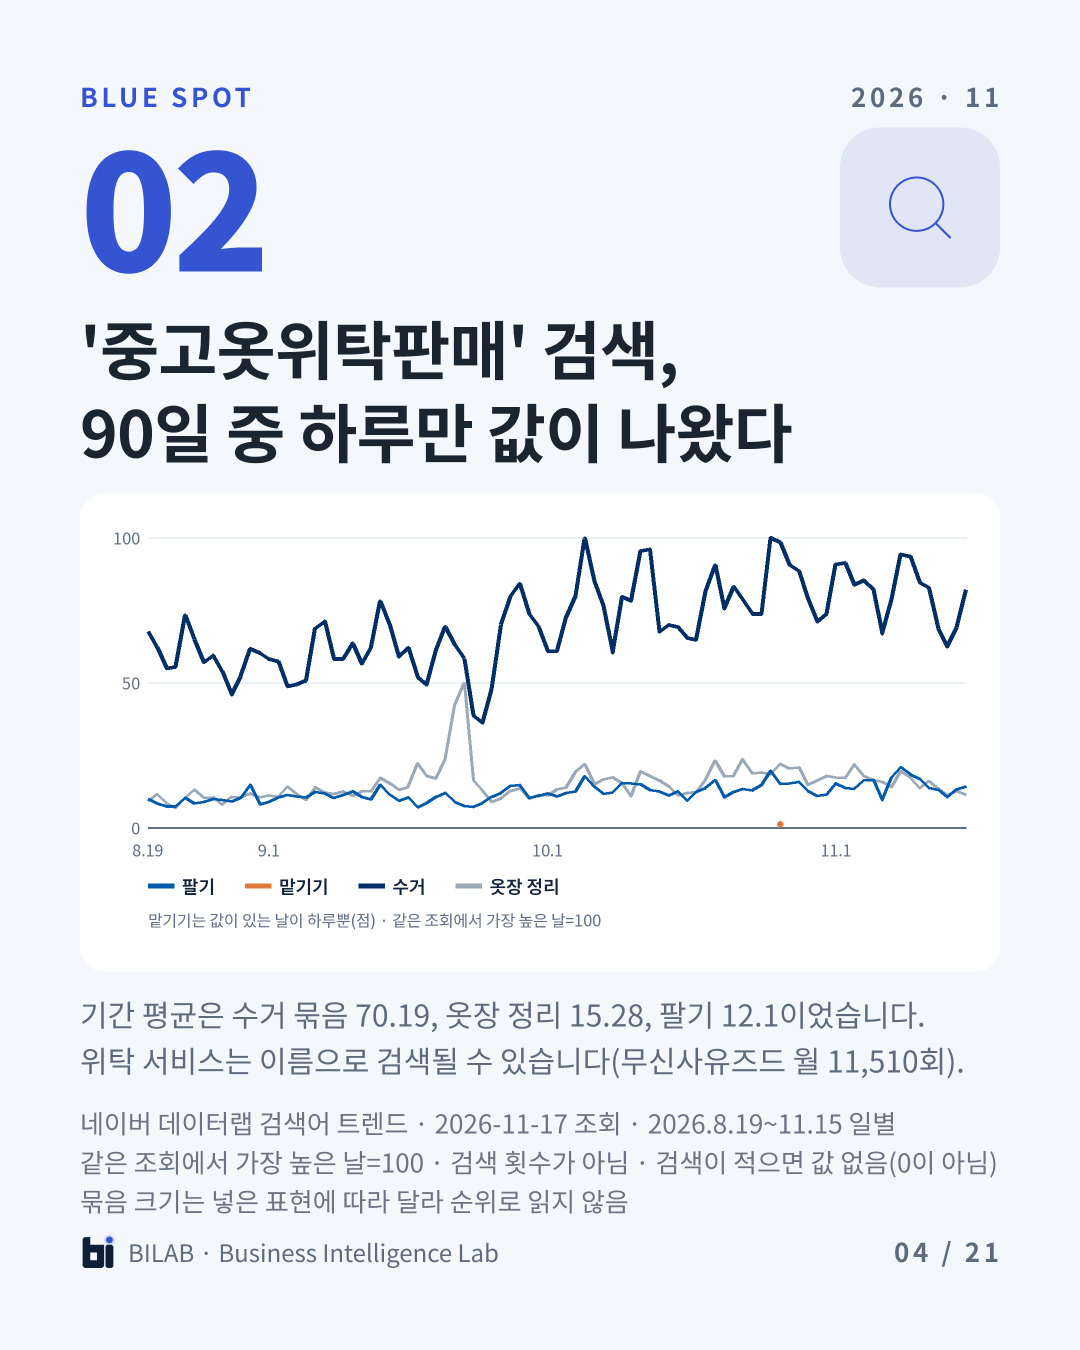 BLUE SPOT
2026 · 11
02
'중고옷위탁판매' 검색,
90일 중 하루만 값이 나왔다
100
50
0
8.19 9.1 10.1 11.1
팔기 맡기기 수거 옷장 정리
맡기기는 값이 있는 날이 하루뿐(점) · 같은 조회에서 가장 높은 날=100
기간 평균은 수거 묶음 70.19, 옷장 정리 15.28, 팔기 12.1이었습니다.
위탁 서비스는 이름으로 검색될 수 있습니다(무신사유즈드 월 11,510회).
네이버 데이터랩 검색어 트렌드 · 2026-11-17 조회 · 2026.8.19~11.15 일별
같은 조회에서 가장 높은 날=100 · 검색 횟수가 아님 · 검색이 적으면 값 없음(0이 아님)
묶음 크기는 넣은 표현에 따라 달라 순위로 읽지 않음
bi BILAB · Business Intelligence Lab
04 / 21